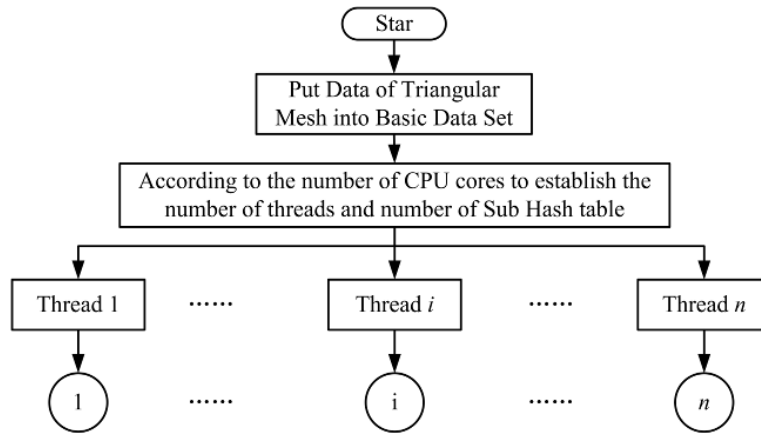 Star
Put Data of Triangular
Mesh into Basic Data Set
According to the number of CPU cores to establish the
number of threads and number of Sub Hash table
Thread 1 ...... Thread i ...... Thread n
1 ...... i ...... n